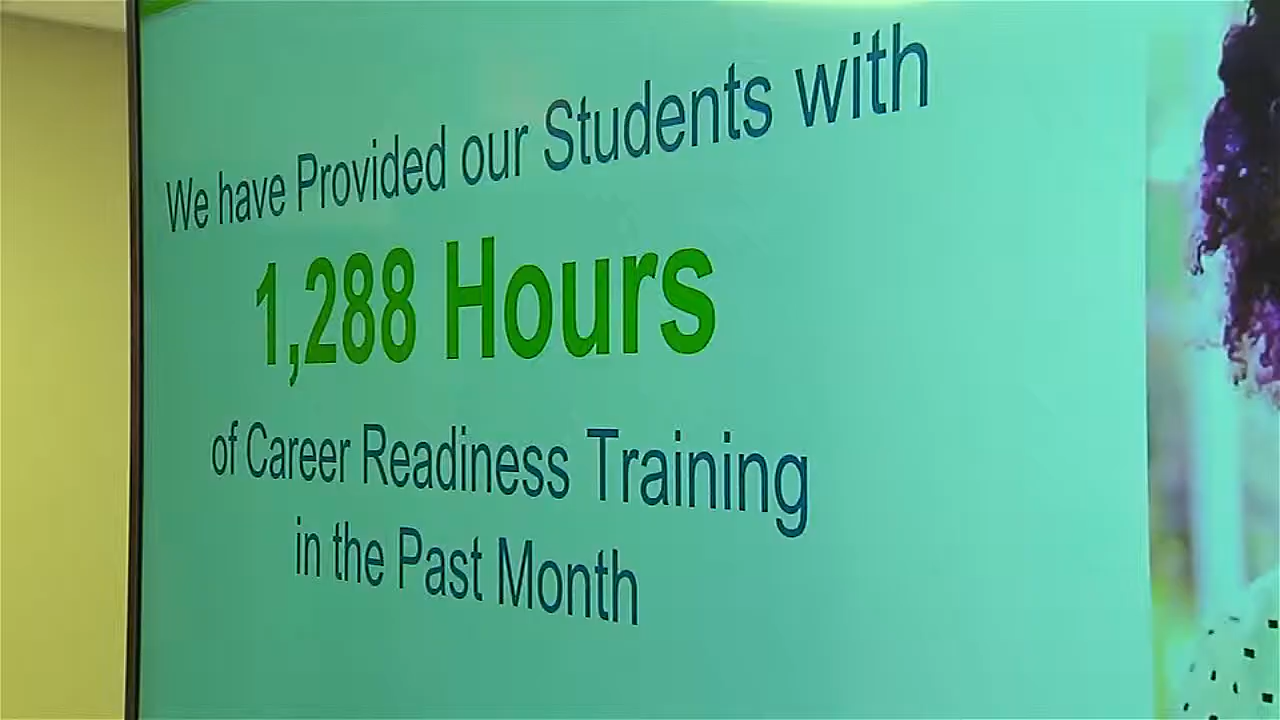 We have Provided our Students with
1,288 Hours
of Career Readiness Training
in the Past Month